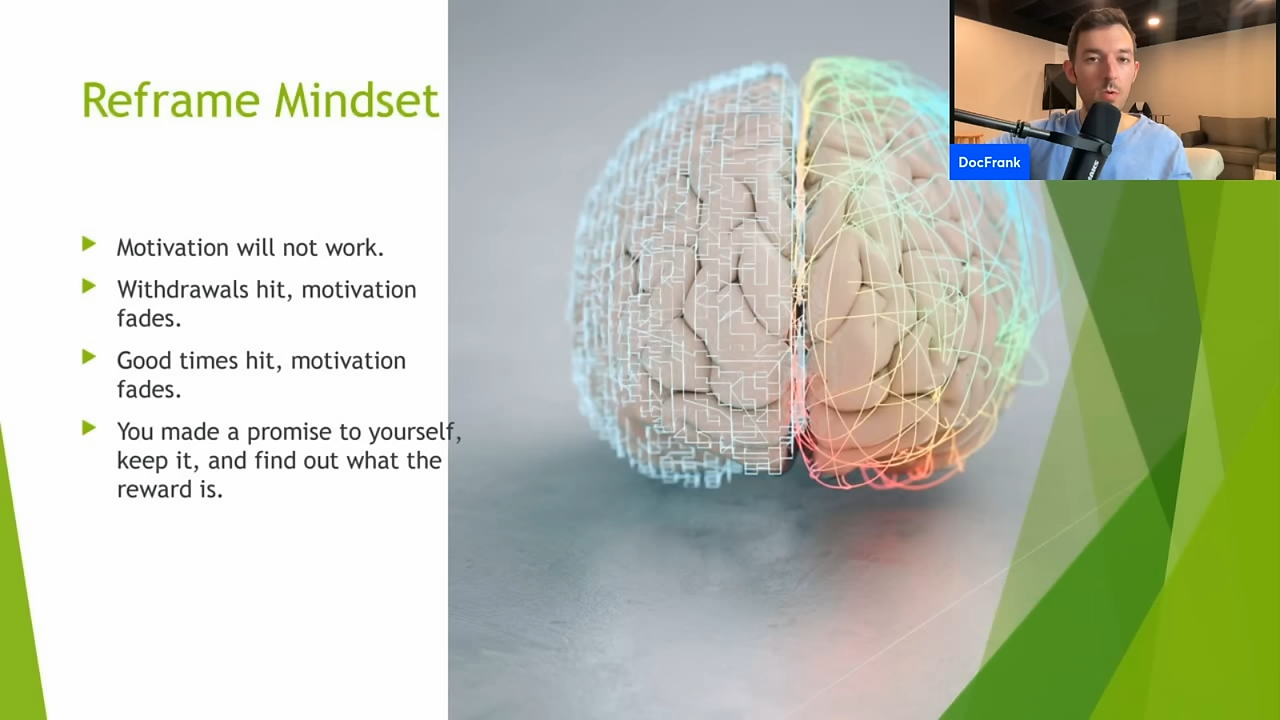 Reframe Mindset
DocFrank
Motivation will not work.
Withdrawals hit, motivation
fades.
Good times hit, motivation
fades.
You made a promise to yourself,
keep it, and find out what the
reward is.